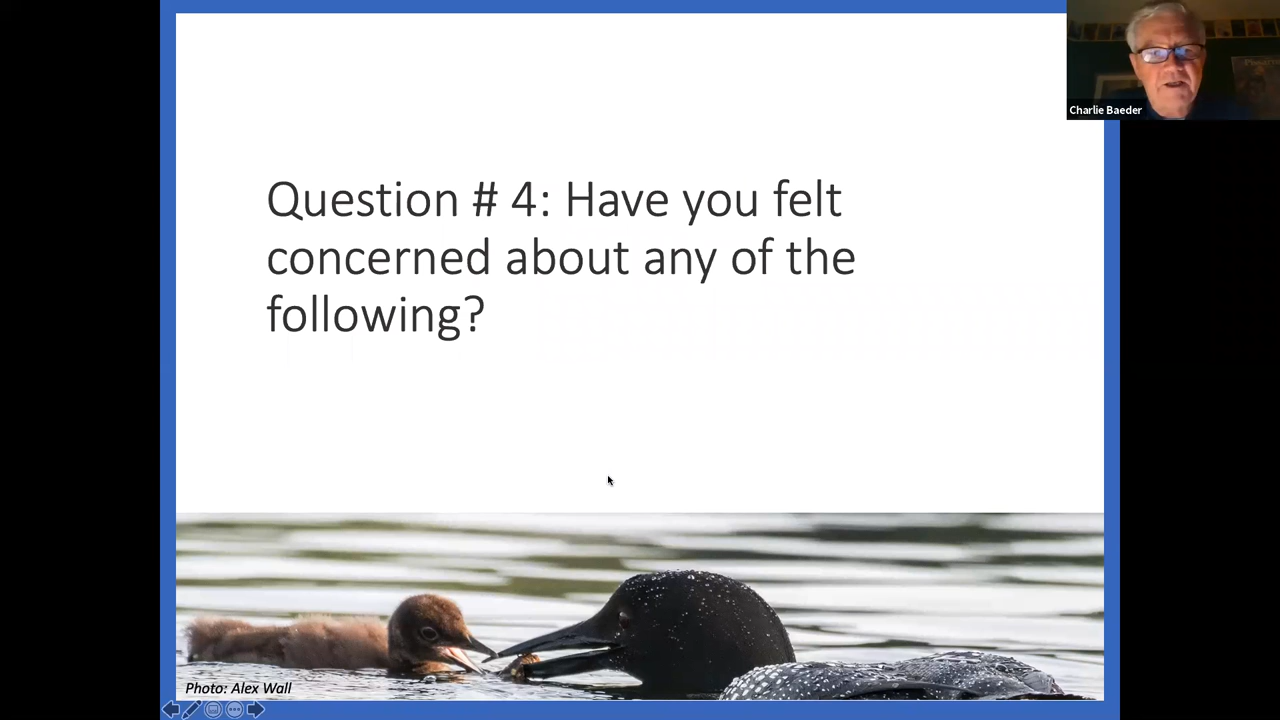 Charlie Baeder
Question # 4: Have you felt
concerned about any of the
following?
Photo: Alex Wall